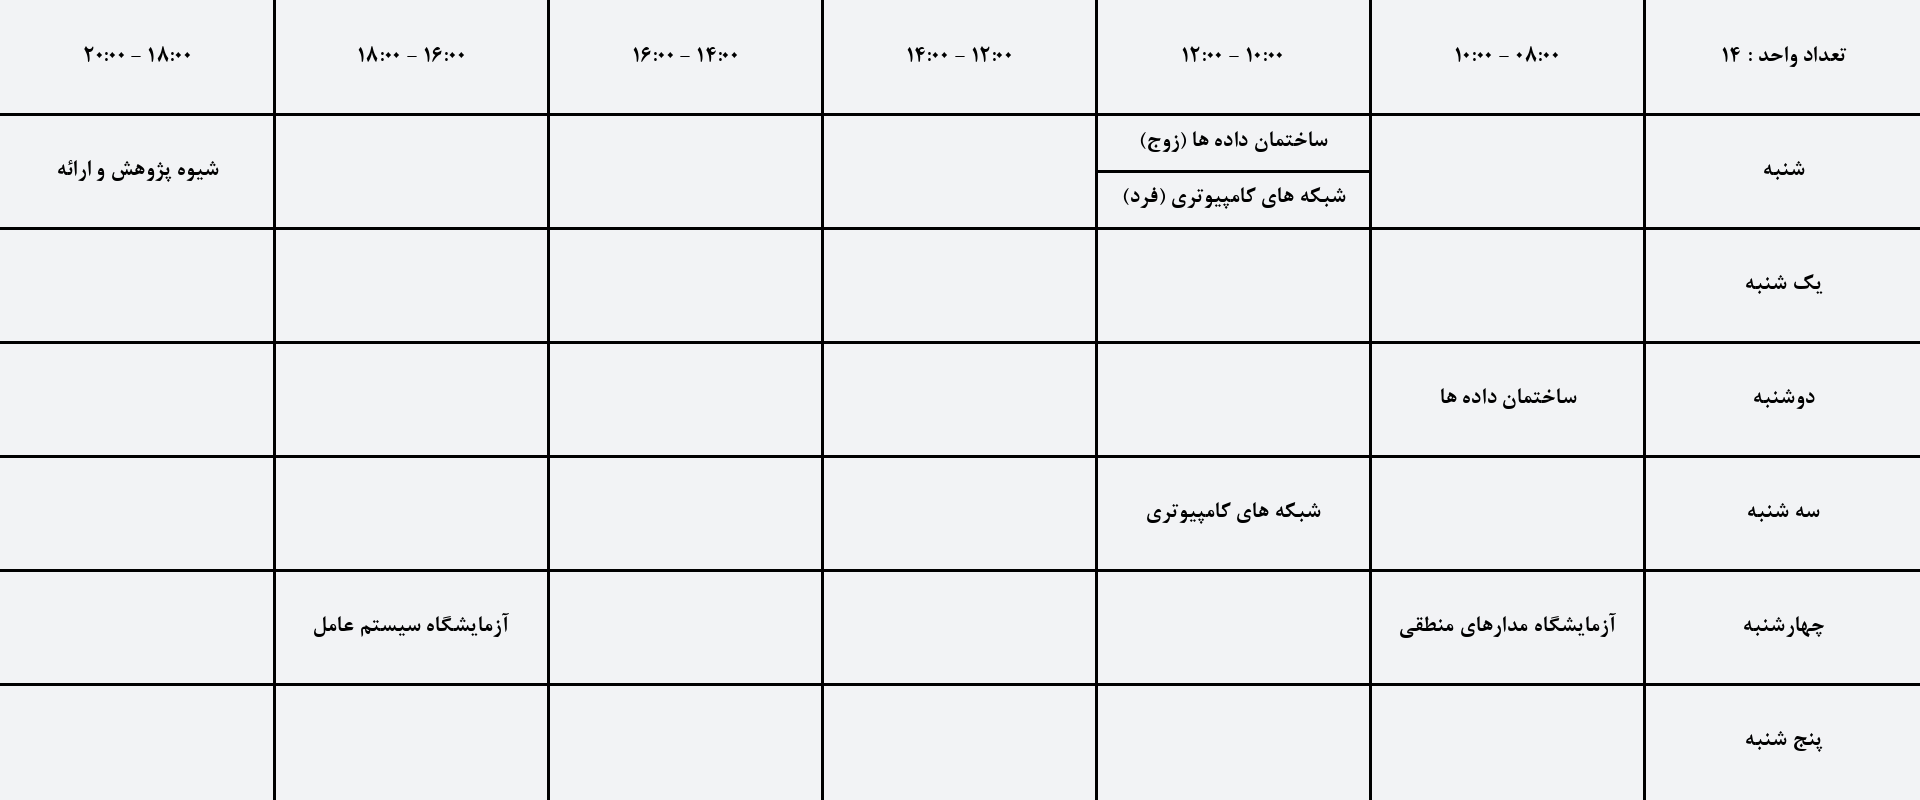 تعداد واحد : ۱۴
۰۸:۰۰ - ۱۰:۰۰
۱۰:۰۰ - ۱۲:۰۰
۱۲:۰۰ - ۱۴:۰۰
۱۴:۰۰ - ۱۶:۰۰
۱۶:۰۰ - ۱۸:۰۰
۱۸:۰۰ - ۲۰:۰۰
شنبه
ساختمان داده ها (زوج)
شبکه های کامپیوتری (فرد)
شیوه پژوهش و ارائه
یک شنبه
دوشنبه
ساختمان داده ها
سه شنبه
شبکه های کامپیوتری
چهارشنبه
آزمایشگاه مدارهای منطقی
آزمایشگاه سیستم عامل
پنج شنبه